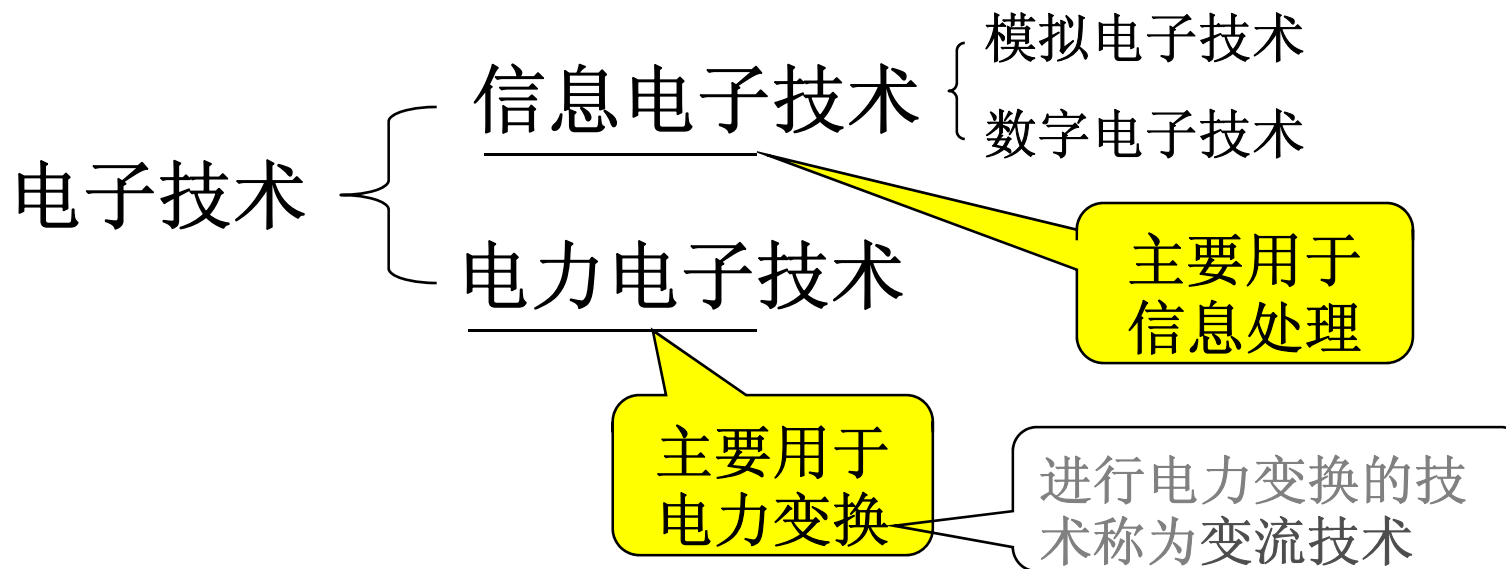 模拟电子技术
信息电子技术
数字电子技术
电子技术
电力电子技术
主要用于
信息处理
主要用于
电力变换
进行电力变换的技
术称为变流技术